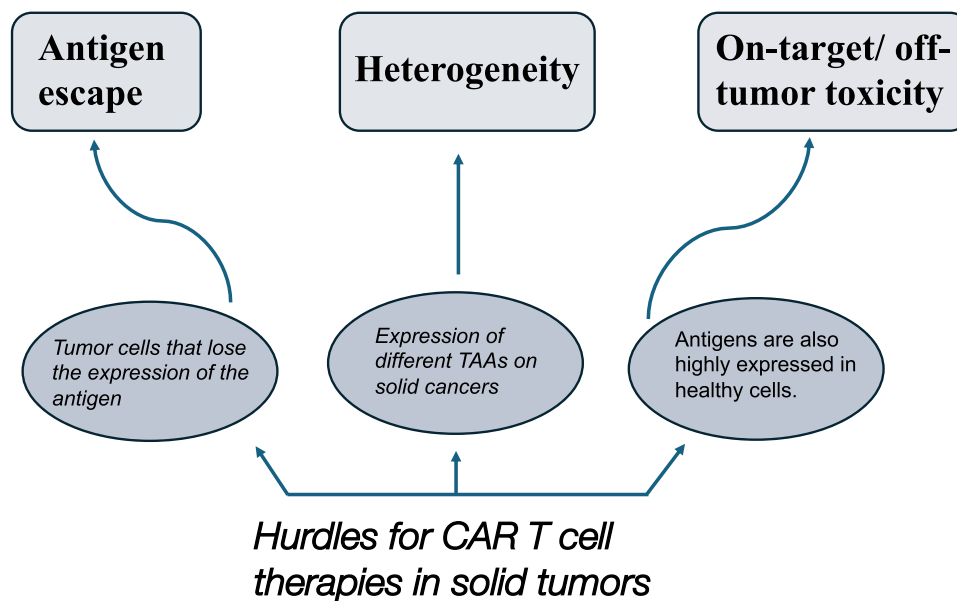 Antigen
escape
Heterogeneity
On-target/ off-
tumor toxicity
Tumor cells that lose
the expression of the
antigen
Expression of
different TAAs on
solid cancers
Antigens are also
highly expressed in
healthy cells.
Hurdles for CAR T cell
therapies in solid tumors